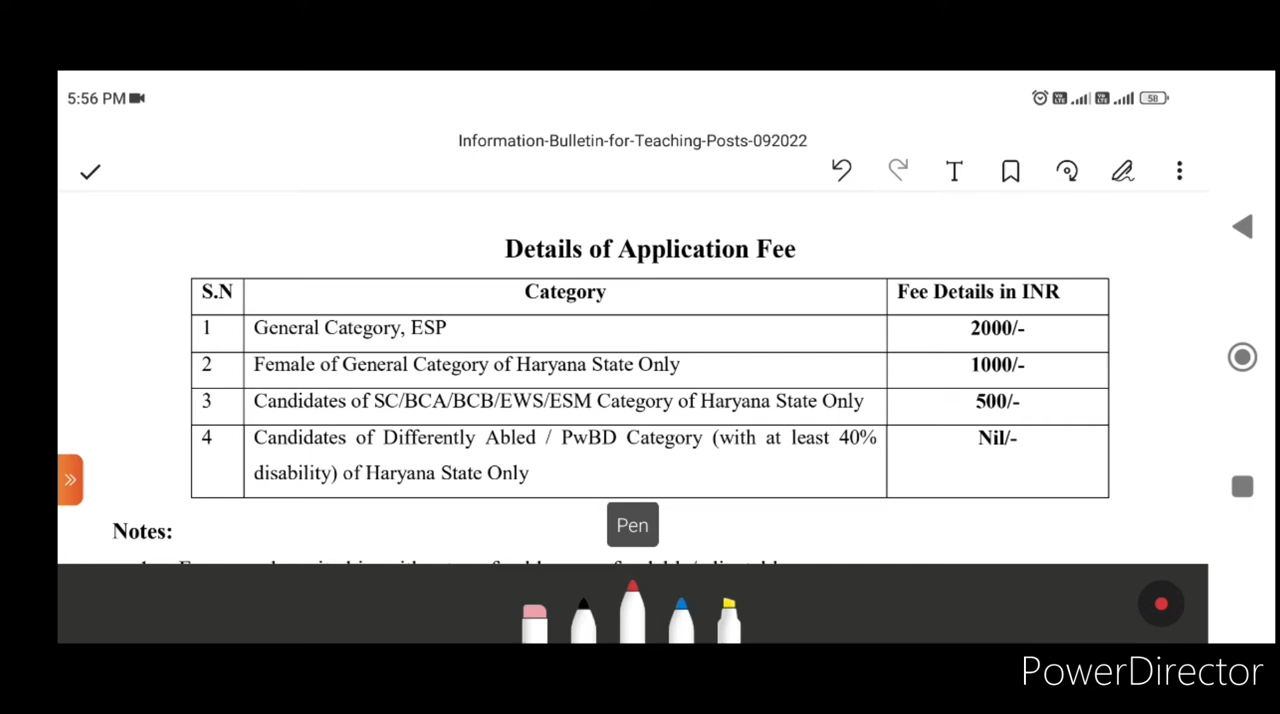 5:56 PM
58
Information-Bulletin-for-Teaching-Posts-092022
Details of Application Fee
S.N Category Fee Details in INR
1 General Category, ESP 2000/-
2 Female of General Category of Haryana State Only 1000/-
3 Candidates of SC/BCA/BCB/EWS/ESM Category of Haryana State Only 500/-
4 Candidates of Differently Abled / PwBD Category (with at least 40% Nil/-
disability) of Haryana State Only
Pen
Notes:
PowerDirector